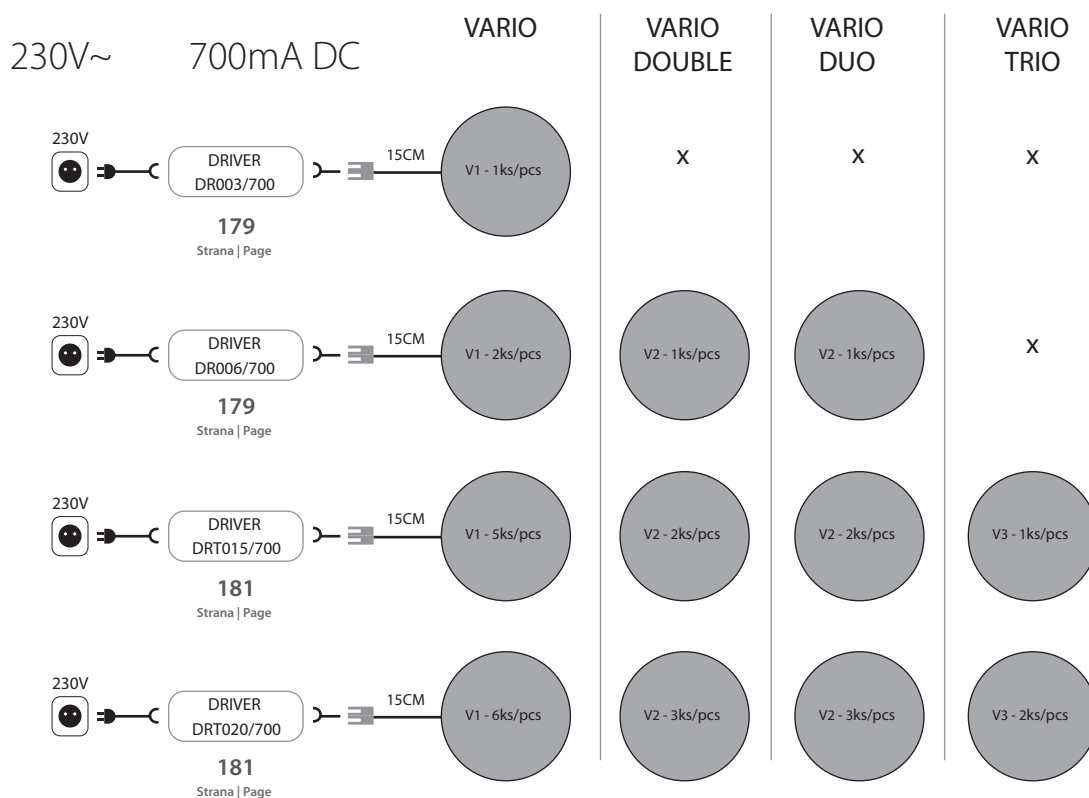 230V~ 700mA DC
VARIO
VARIO
DOUBLE
VARIO
DUO
VARIO
TRIO
230V
DRIVER
DR003/700
179
Strana | Page
15CM
V1 - 1ks/pcs
x
x
x
230V
DRIVER
DR006/700
179
Strana | Page
15CM
V1 - 2ks/pcs
V2 - 1ks/pcs
V2 - 1ks/pcs
x
230V
DRIVER
DRT015/700
181
Strana | Page
15CM
V1 - 5ks/pcs
V2 - 2ks/pcs
V2 - 2ks/pcs
V3 - 1ks/pcs
230V
DRIVER
DRT020/700
181
Strana | Page
15CM
V1 - 6ks/pcs
V2 - 3ks/pcs
V2 - 3ks/pcs
V3 - 2ks/pcs